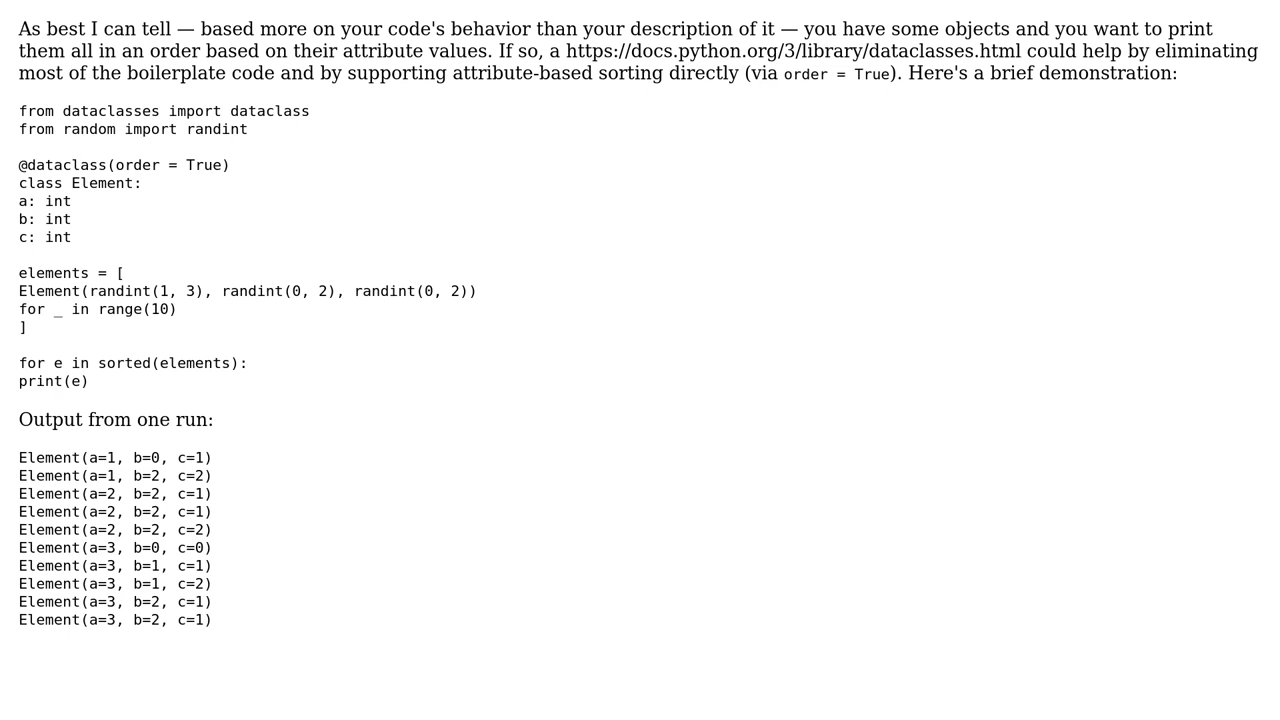 As best I can tell — based more on your code's behavior than your description of it — you have some objects and you want to print
them all in an order based on their attribute values. If so, a https://docs.python.org/3/library/dataclasses.html could help by eliminating
most of the boilerplate code and by supporting attribute-based sorting directly (via order = True). Here's a brief demonstration:
from dataclasses import dataclass
from random import randint
@dataclass(order = True)
class Element:
a: int
b: int
c: int
elements = [
Element(randint(1, 3), randint(0, 2), randint(0, 2))
for _ in range(10)
]
for e in sorted(elements):
print(e)
Output from one run:
Element(a=1, b=0, c=1)
Element(a=1, b=2, c=2)
Element(a=2, b=2, c=1)
Element(a=2, b=2, c=1)
Element(a=2, b=2, c=2)
Element(a=3, b=0, c=0)
Element(a=3, b=1, c=1)
Element(a=3, b=1, c=2)
Element(a=3, b=2, c=1)
Element(a=3, b=2, c=1)